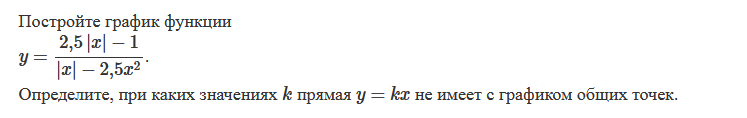 Постройте график функции
y = (2,5 |x| − 1) / (|x| − 2,5x²).
Определите, при каких значениях k прямая y = kx не имеет с графиком общих точек.